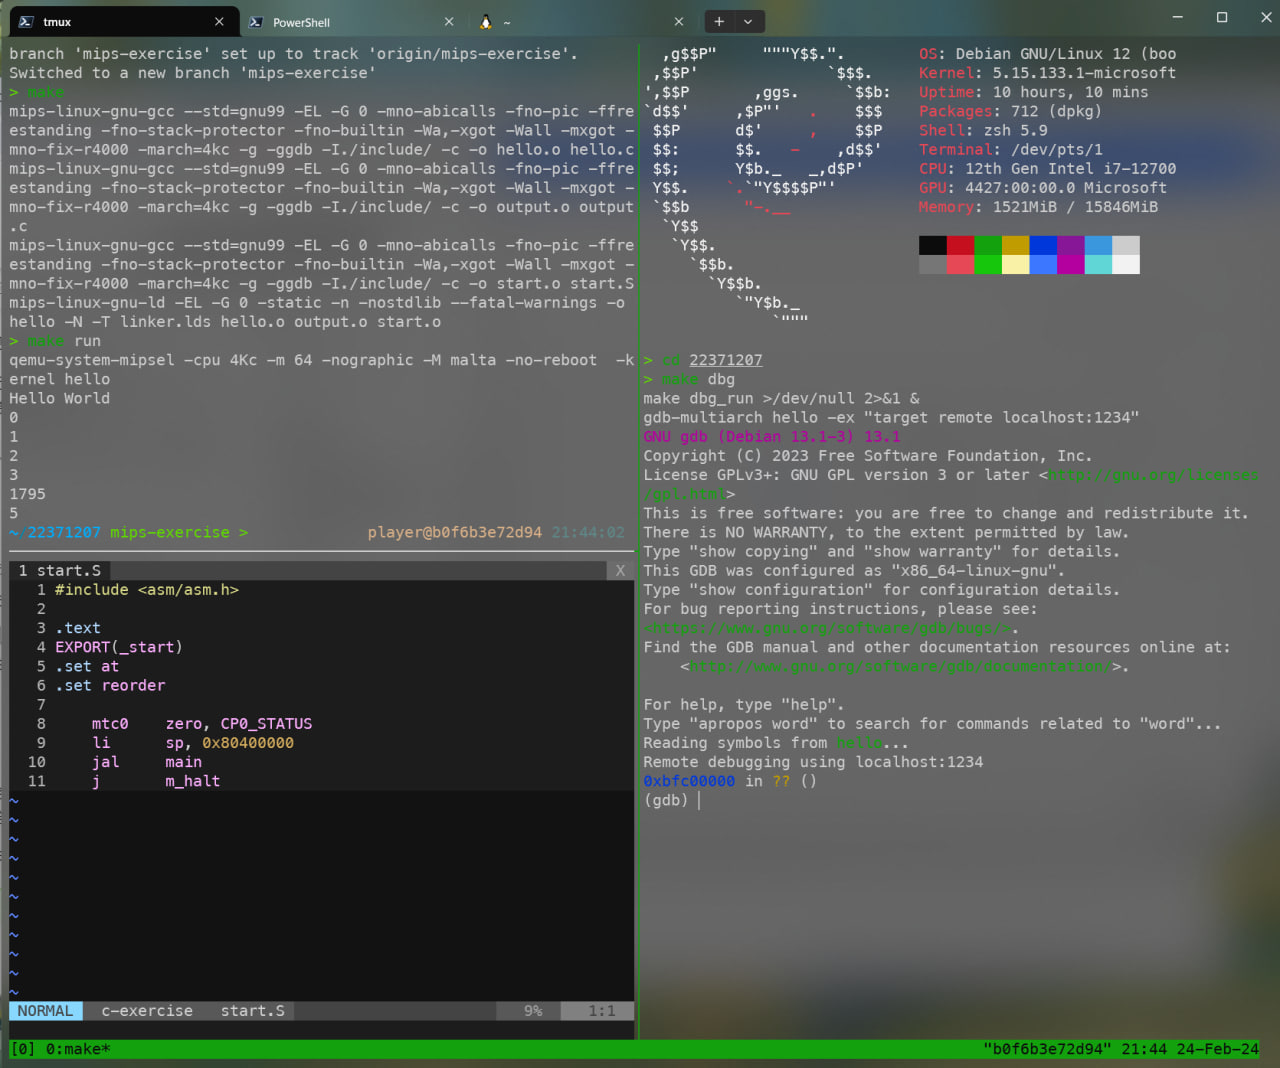 tmux
PowerShell
~
branch 'mips-exercise' set up to track 'origin/mips-exercise'.
Switched to a new branch 'mips-exercise'
> make
mips-linux-gnu-gcc --std=gnu99 -EL -G 0 -mno-abicalls -fno-pic -ffre
estanding -fno-stack-protector -fno-builtin -Wa,-xgot -Wall -mxgot -
mno-fix-r4000 -march=4kc -g -ggdb -I./include/ -c -o hello.o hello.c
mips-linux-gnu-gcc --std=gnu99 -EL -G 0 -mno-abicalls -fno-pic -ffre
estanding -fno-stack-protector -fno-builtin -Wa,-xgot -Wall -mxgot -
mno-fix-r4000 -march=4kc -g -ggdb -I./include/ -c -o output.o output
.c
mips-linux-gnu-gcc --std=gnu99 -EL -G 0 -mno-abicalls -fno-pic -ffre
estanding -fno-stack-protector -fno-builtin -Wa,-xgot -Wall -mxgot -
mno-fix-r4000 -march=4kc -g -ggdb -I./include/ -c -o start.o start.S
mips-linux-gnu-ld -EL -G 0 -static -n -nostdlib --fatal-warnings -o
hello -N -T linker.lds hello.o output.o start.o
> make run
qemu-system-mipsel -cpu 4Kc -m 64 -nographic -M malta -no-reboot  -k
ernel hello
Hello World
0
1
2
3
1795
5
~/22371207 mips-exercise > player@b0f6b3e72d94 21:44:02
1 start.S X
1 #include <asm/asm.h>
2
3 .text
4 EXPORT(_start)
5 .set at
6 .set reorder
7
8     mtc0    zero, CP0_STATUS
9     li      sp, 0x80400000
10     jal     main
11     j       m_halt
~
~
~
~
~
~
~
~
~
~
~
NORMAL c-exercise start.S 9% 1:1
OS: Debian GNU/Linux 12 (boo
Kernel: 5.15.133.1-microsoft
Uptime: 10 hours, 10 mins
Packages: 712 (dpkg)
Shell: zsh 5.9
Terminal: /dev/pts/1
CPU: 12th Gen Intel i7-12700
GPU: 4427:00:00.0 Microsoft
Memory: 1521MiB / 15846MiB
> cd 22371207
> make dbg
make dbg_run >/dev/null 2>&1 &
gdb-multiarch hello -ex "target remote localhost:1234"
GNU gdb (Debian 13.1-3) 13.1
Copyright (C) 2023 Free Software Foundation, Inc.
License GPLv3+: GNU GPL version 3 or later <http://gnu.org/licenses
/gpl.html>
This is free software: you are free to change and redistribute it.
There is NO WARRANTY, to the extent permitted by law.
Type "show copying" and "show warranty" for details.
This GDB was configured as "x86_64-linux-gnu".
Type "show configuration" for configuration details.
For bug reporting instructions, please see:
<https://www.gnu.org/software/gdb/bugs/>.
Find the GDB manual and other documentation resources online at:
    <http://www.gnu.org/software/gdb/documentation/>.
For help, type "help".
Type "apropos word" to search for commands related to "word"...
Reading symbols from hello...
Remote debugging using localhost:1234
0xbfc00000 in ?? ()
(gdb)
[0] 0:make* "b0f6b3e72d94" 21:44 24-Feb-24